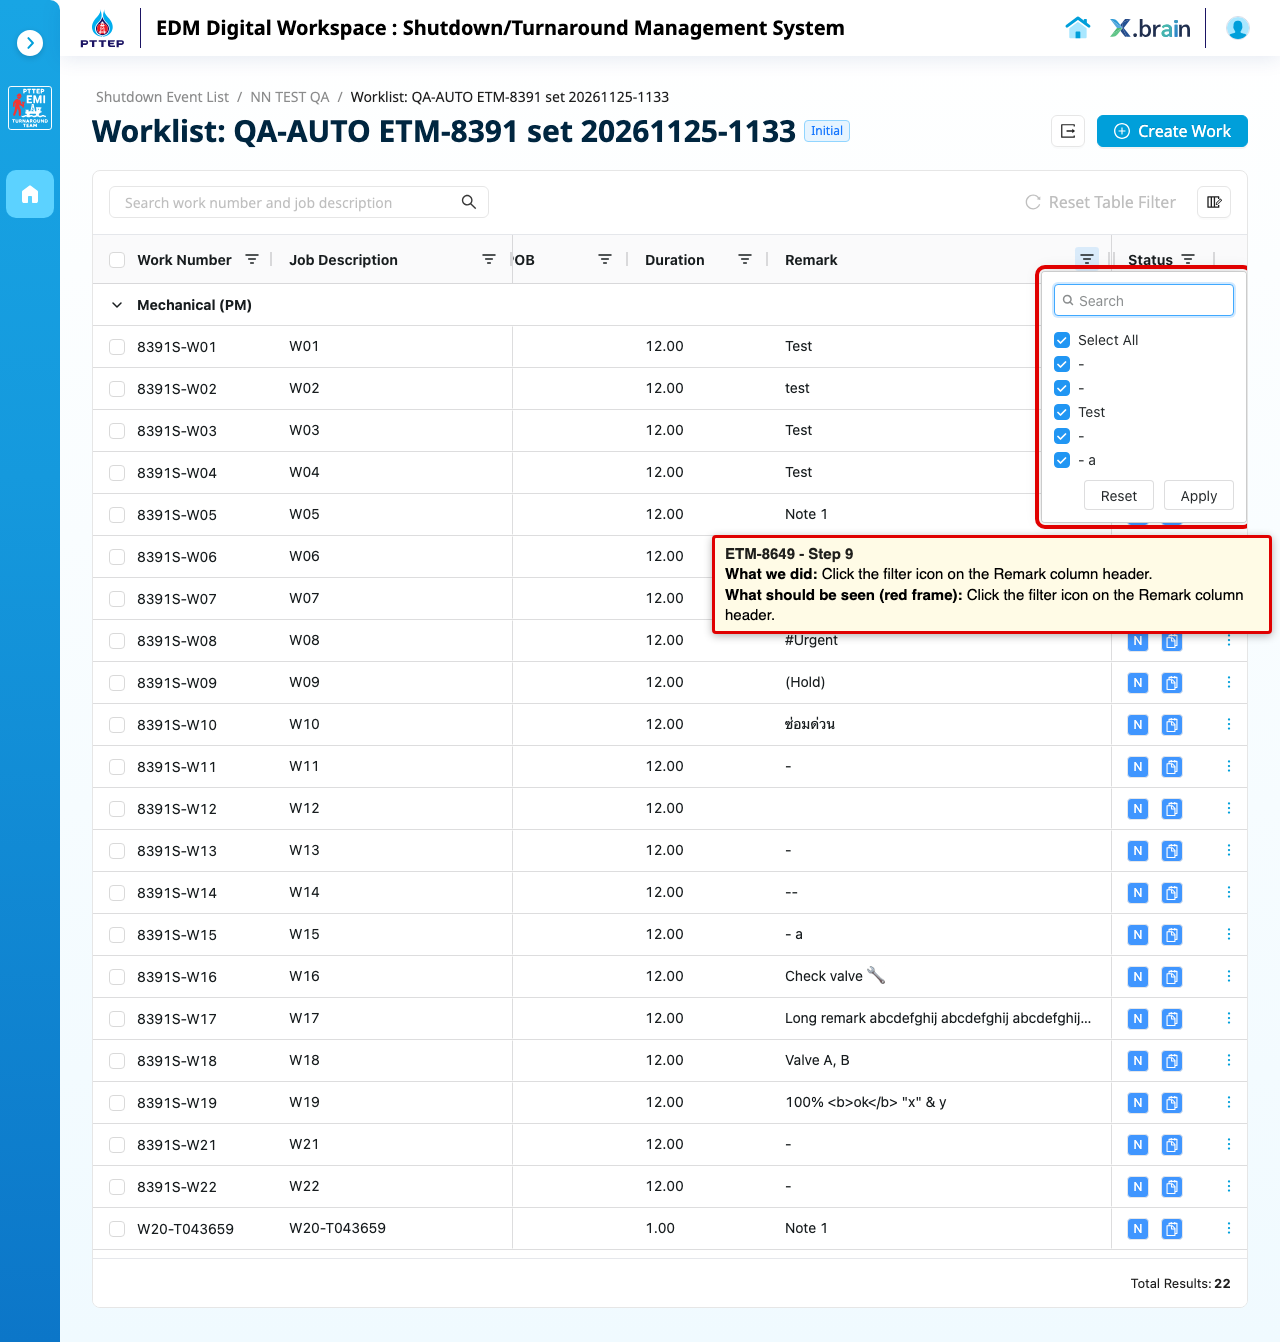 PTTEP
EDM Digital Workspace : Shutdown/Turnaround Management System
X.brain
PTTEP
EMI
TURNAROUND
TEAM
Shutdown Event List / NN TEST QA / Worklist: QA-AUTO ETM-8391 set 20261125-1133
Worklist: QA-AUTO ETM-8391 set 20261125-1133 Initial
Create Work
Search work number and job description
Reset Table Filter
Work Number Job Description OB Duration Remark Status
Mechanical (PM)
8391S-W01 W01 12.00 Test
8391S-W02 W02 12.00 test
8391S-W03 W03 12.00 Test
8391S-W04 W04 12.00 Test
8391S-W05 W05 12.00 Note 1
8391S-W06 W06 12.00
8391S-W07 W07 12.00
8391S-W08 W08 12.00 #Urgent N
8391S-W09 W09 12.00 (Hold) N
8391S-W10 W10 12.00 ซ่อมด่วน N
8391S-W11 W11 12.00 - N
8391S-W12 W12 12.00 N
8391S-W13 W13 12.00 - N
8391S-W14 W14 12.00 -- N
8391S-W15 W15 12.00 - a N
8391S-W16 W16 12.00 Check valve 🔧 N
8391S-W17 W17 12.00 Long remark abcdefghij abcdefghij abcdefghij... N
8391S-W18 W18 12.00 Valve A, B N
8391S-W19 W19 12.00 100% <b>ok</b> "x" & y N
8391S-W21 W21 12.00 - N
8391S-W22 W22 12.00 - N
W20-T043659 W20-T043659 1.00 Note 1 N
Total Results: 22
Search
Select All
-
-
Test
-
- a
Reset Apply
ETM-8649 - Step 9
What we did: Click the filter icon on the Remark column header.
What should be seen (red frame): Click the filter icon on the Remark column
header.